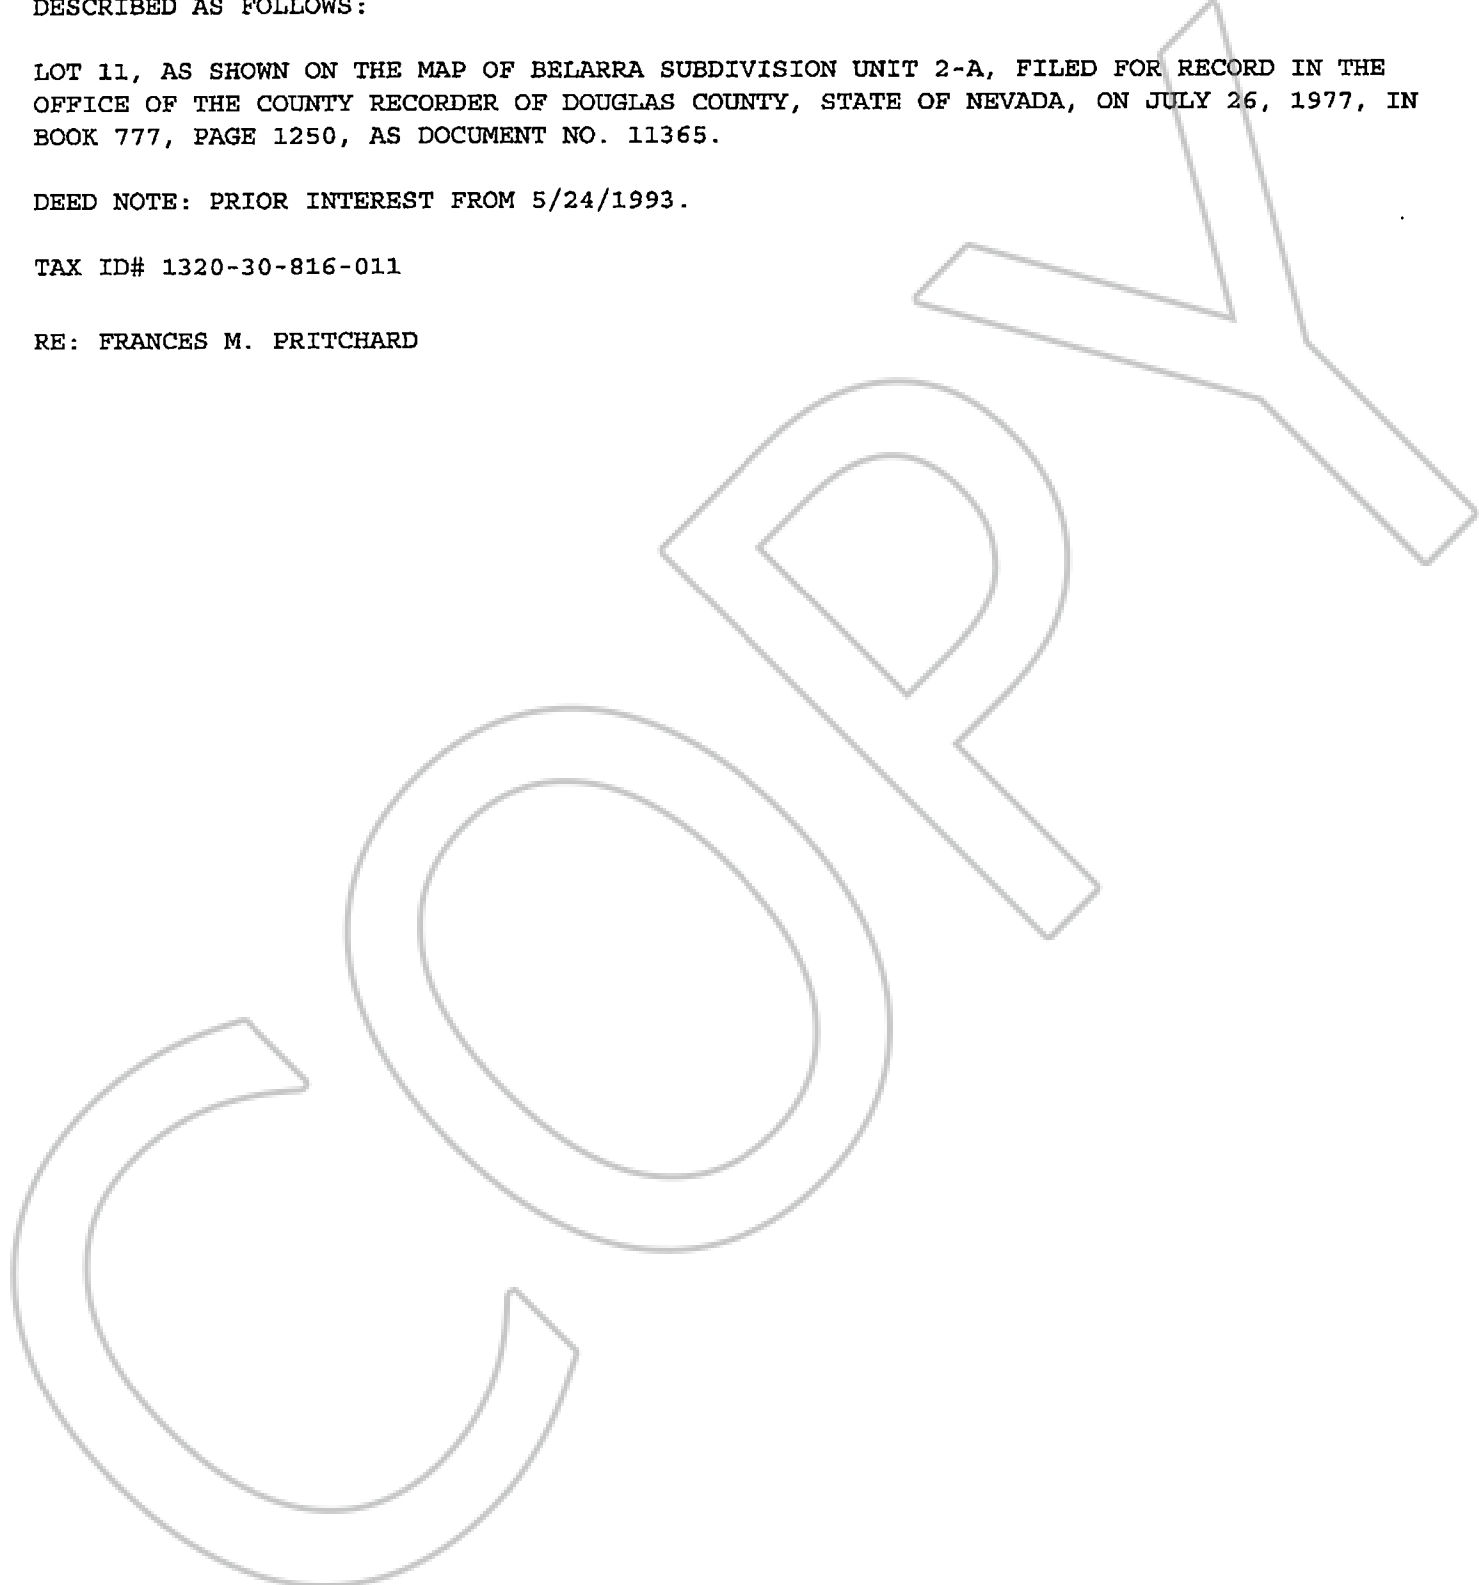 DESCRIBED AS FOLLOWS:
LOT 11, AS SHOWN ON THE MAP OF BELARRA SUBDIVISION UNIT 2-A, FILED FOR RECORD IN THE
OFFICE OF THE COUNTY RECORDER OF DOUGLAS COUNTY, STATE OF NEVADA, ON JULY 26, 1977, IN
BOOK 777, PAGE 1250, AS DOCUMENT NO. 11365.
DEED NOTE: PRIOR INTEREST FROM 5/24/1993.
TAX ID# 1320-30-816-011
RE: FRANCES M. PRITCHARD
COPY